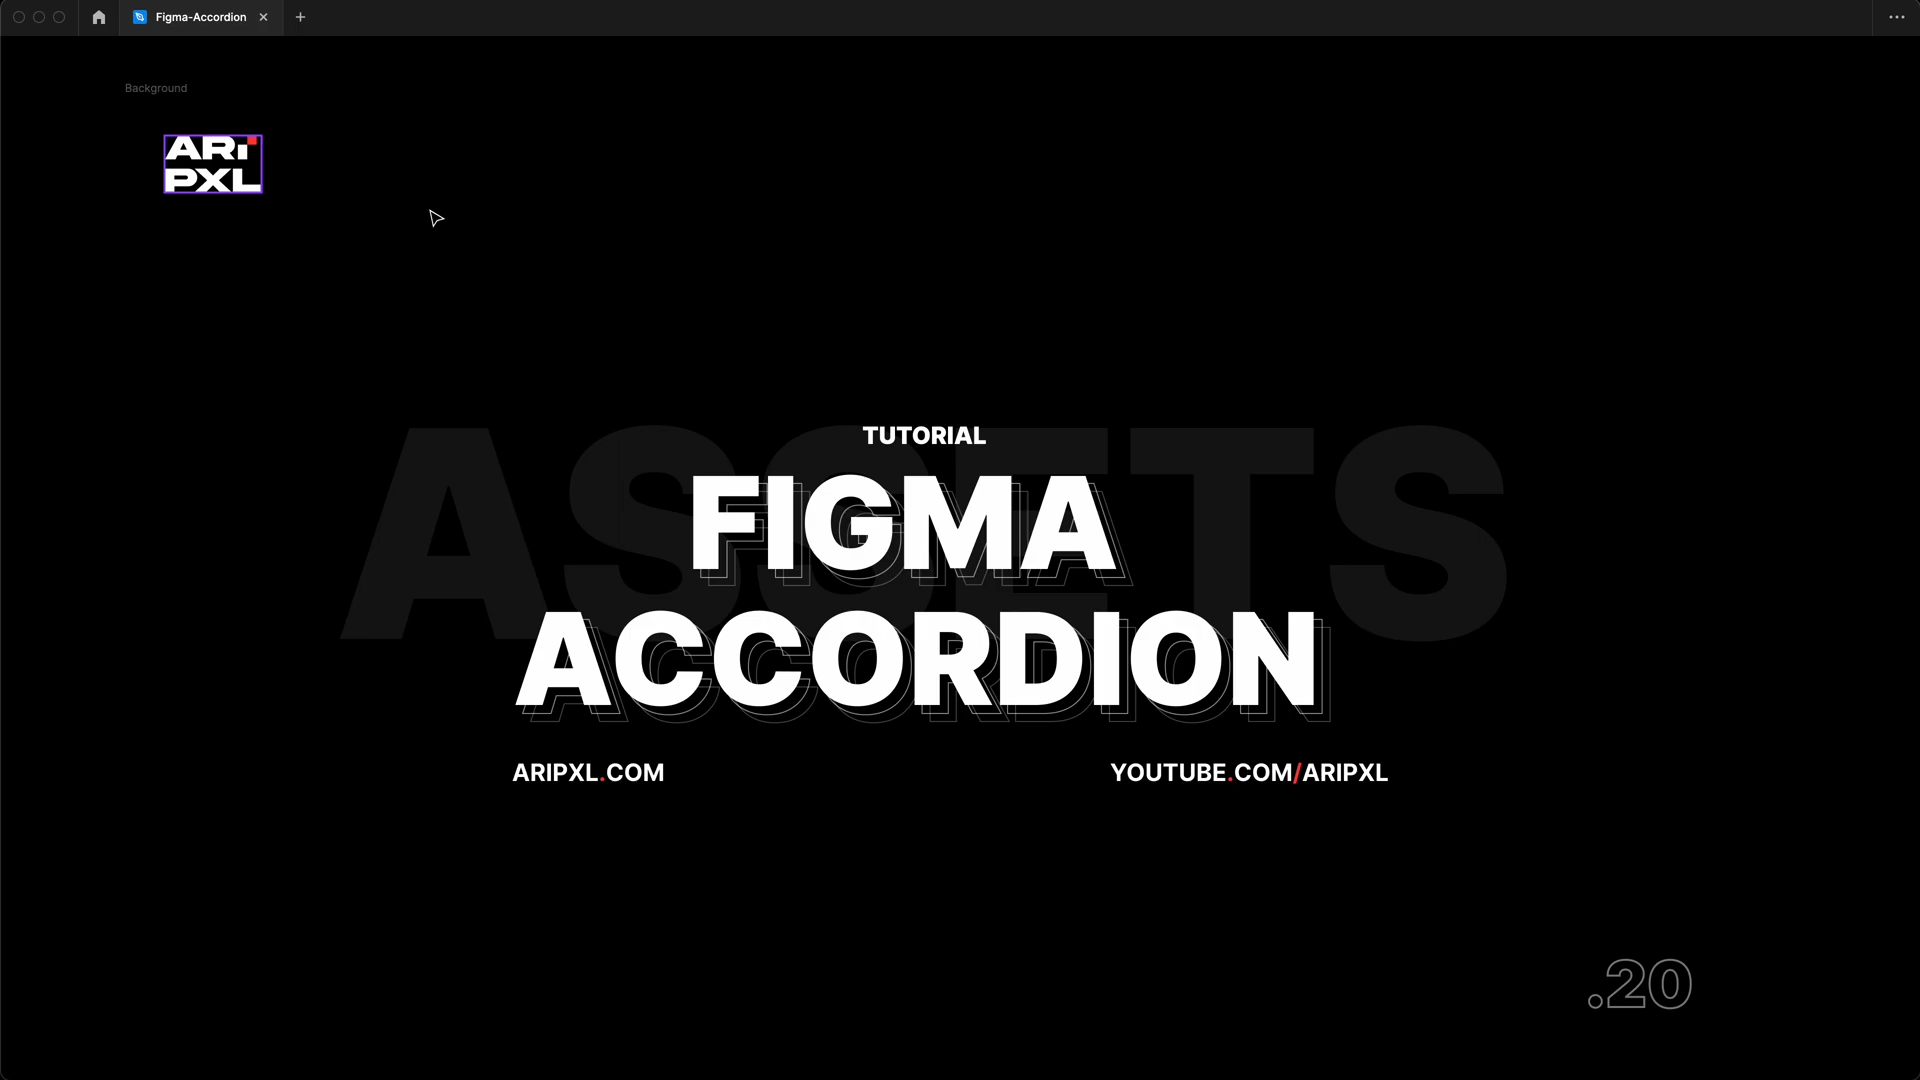 Figma-Accordion
Background
ARi
PXL
ASSETS
TUTORIAL
FIGMA
ACCORDION
ARIPXL.COM
YOUTUBE.COM/ARIPXL
.20